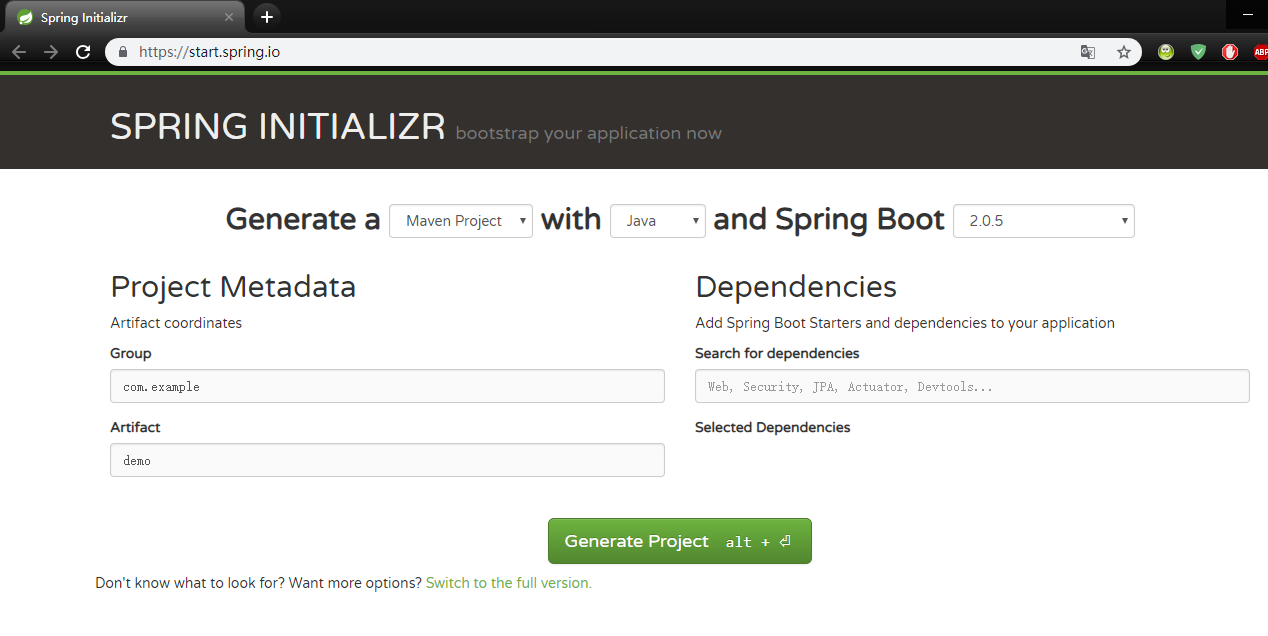 Spring Initializr
https://start.spring.io
ABP
SPRING INITIALIZR bootstrap your application now
Generate a Maven Project with Java and Spring Boot 2.0.5
Project Metadata
Artifact coordinates
Group
com.example
Artifact
demo
Dependencies
Add Spring Boot Starters and dependencies to your application
Search for dependencies
Web, Security, JPA, Actuator, Devtools...
Selected Dependencies
Generate Project alt + ⏎
Don't know what to look for? Want more options? Switch to the full version.